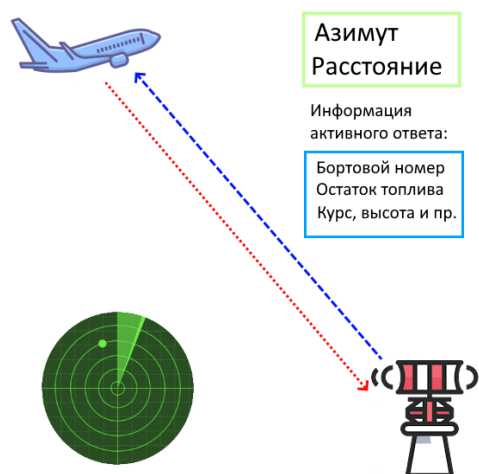 Азимут
Расстояние
Информация
активного ответа:
Бортовой номер
Остаток топлива
Курс, высота и пр.